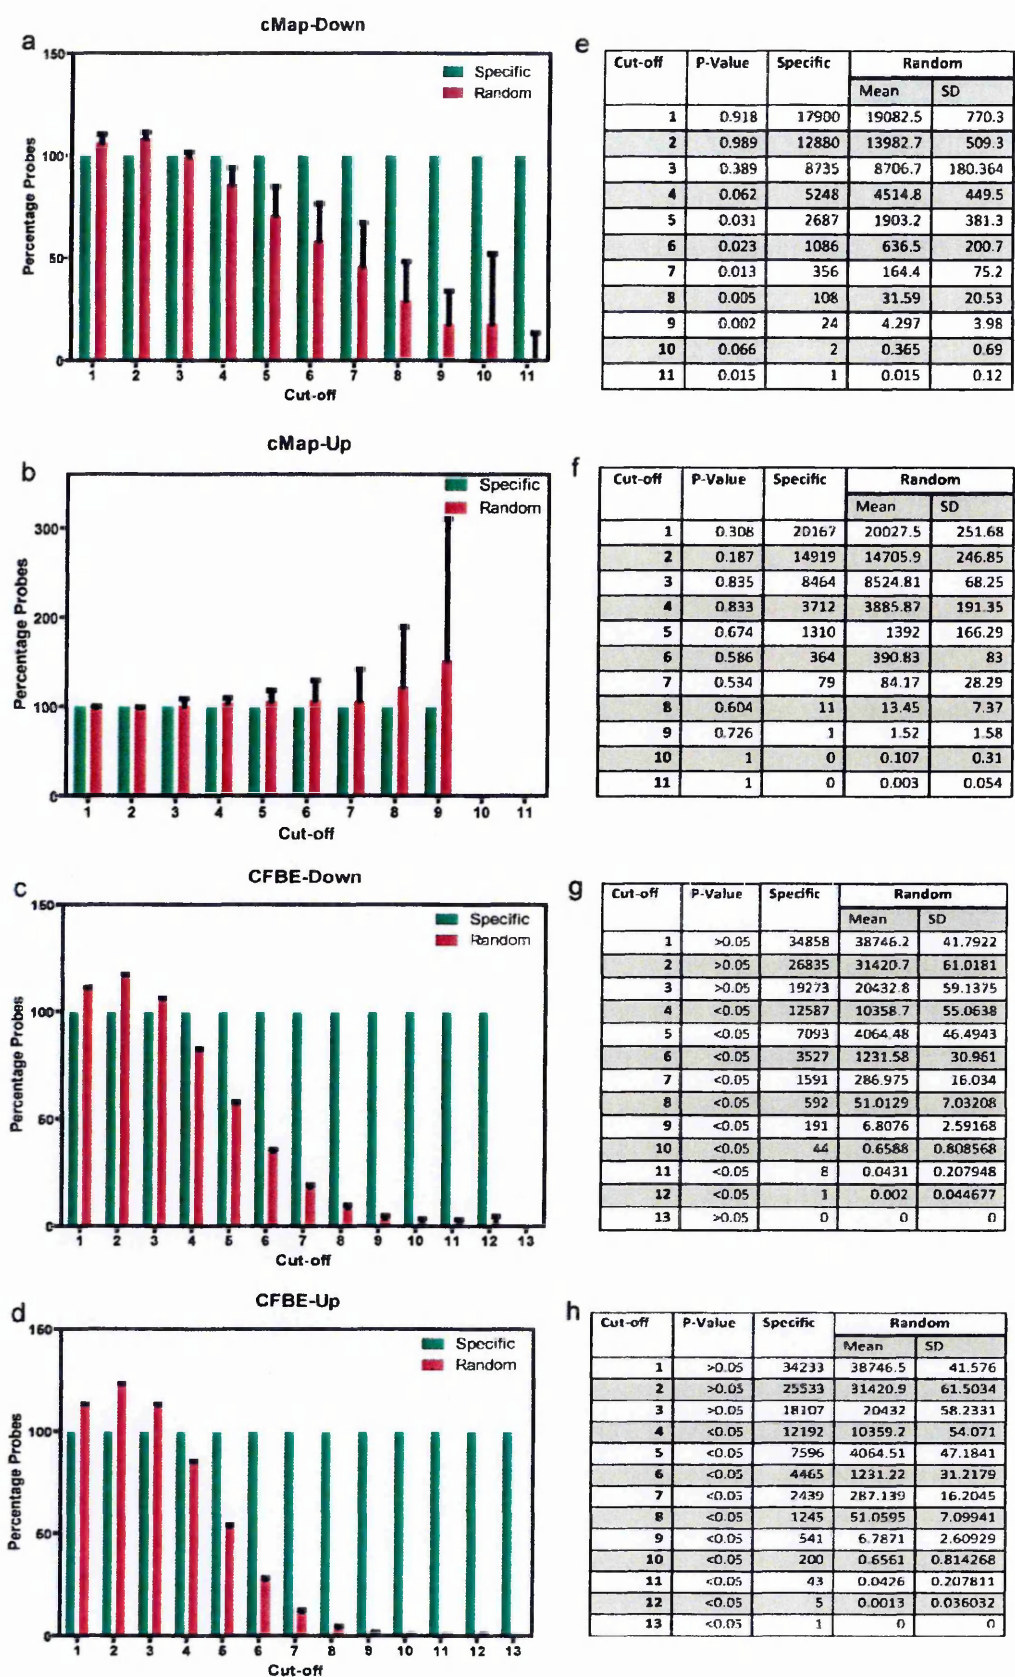 cMap-Down
a
150
100
50
0
Percentage Probes
Specific
Random
1 2 3 4 5 6 7 8 9 10 11
Cut-off
e
Cut-off P-Value Specific Random
Mean SD
1 0.918 17900 19082.5 770.3
2 0.989 12880 13982.7 509.3
3 0.389 8735 8706.7 180.364
4 0.062 5248 4514.8 449.5
5 0.031 2687 1903.2 381.3
6 0.023 1086 636.5 200.7
7 0.013 356 164.4 75.2
8 0.005 108 31.59 20.53
9 0.002 24 4.297 3.98
10 0.066 2 0.365 0.69
11 0.015 1 0.015 0.12
cMap-Up
b
300
200
100
0
Percentage Probes
Specific
Random
1 2 3 4 5 6 7 8 9 10 11
Cut-off
f
Cut-off P-Value Specific Random
Mean SD
1 0.308 20167 20027.5 251.68
2 0.187 14919 14705.9 246.85
3 0.835 8464 8524.81 68.25
4 0.833 3712 3885.87 191.35
5 0.674 1310 1392 166.29
6 0.586 364 390.83 83
7 0.534 79 84.17 28.29
8 0.604 11 13.45 7.37
9 0.726 1 1.52 1.58
10 1 0 0.107 0.31
11 1 0 0.003 0.054
CFBE-Down
c
150
100
50
0
Percentage Probes
Specific
Random
1 2 3 4 5 6 7 8 9 10 11 12 13
Cut-off
g
Cut-off P-Value Specific Random
Mean SD
1 >0.05 34858 38746.2 41.7922
2 >0.05 26835 31420.7 61.0181
3 >0.05 19273 20432.8 59.1375
4 <0.05 12587 10358.7 55.0638
5 <0.05 7093 4064.48 46.4943
6 <0.05 3527 1231.58 30.961
7 <0.05 1591 286.975 16.034
8 <0.05 592 51.0129 7.03208
9 <0.05 191 6.8076 2.59168
10 <0.05 44 0.6588 0.808568
11 <0.05 8 0.0431 0.207948
12 <0.05 1 0.002 0.044677
13 >0.05 0 0 0
CFBE-Up
d
150
100
50
0
Percentage Probes
Specific
Random
1 2 3 4 5 6 7 8 9 10 11 12 13
Cut-off
h
Cut-off P-Value Specific Random
Mean SD
1 >0.05 34233 38746.5 41.576
2 >0.05 25533 31420.9 61.5034
3 >0.05 18107 20432 58.2331
4 <0.05 12192 10359.2 54.071
5 <0.05 7596 4064.51 47.1841
6 <0.05 4465 1231.22 31.2179
7 <0.05 2439 287.139 16.2045
8 <0.05 1245 51.0595 7.09941
9 <0.05 541 6.7871 2.60929
10 <0.05 200 0.6561 0.814268
11 <0.05 43 0.0426 0.207811
12 <0.05 5 0.0013 0.036032
13 <0.05 1 0 0